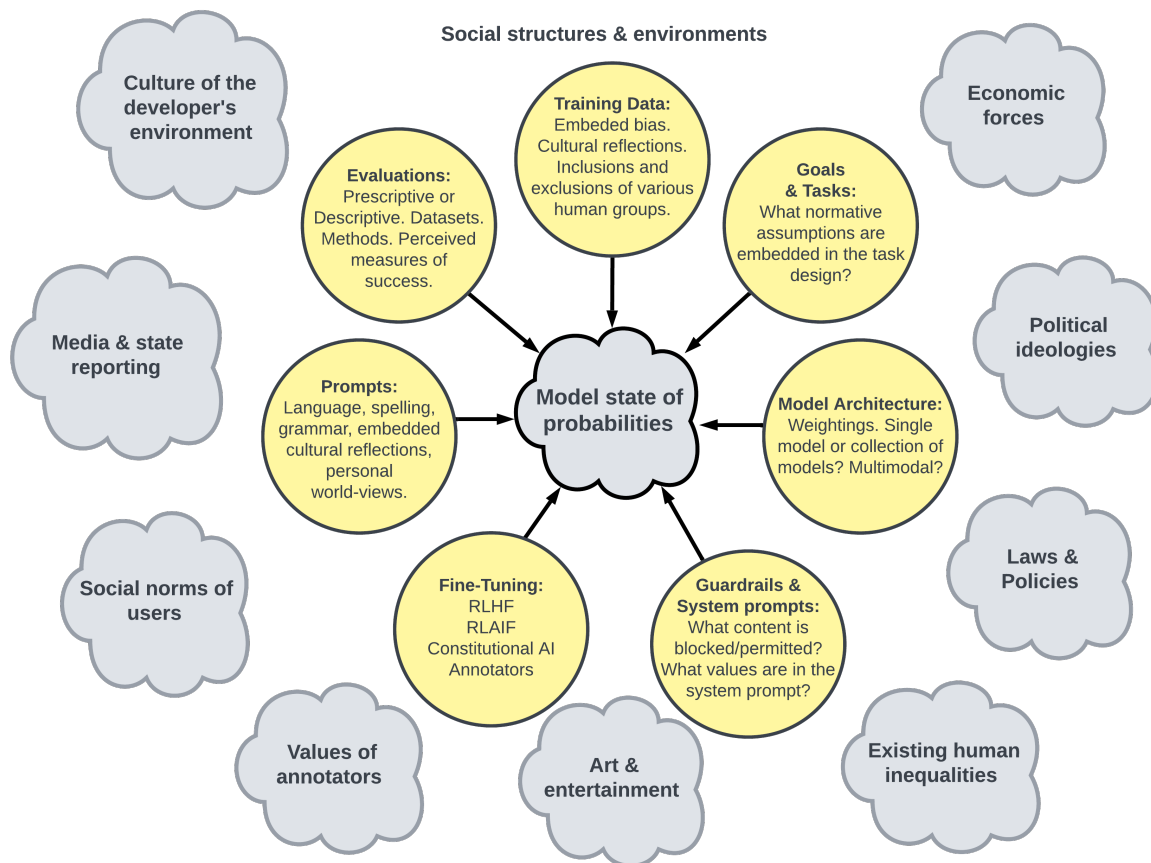 Social structures & environments
Culture of the
developer's
environment
Economic
forces
Training Data:
Embeded bias.
Cultural reflections.
Inclusions and
exclusions of various
human groups.
Evaluations:
Prescriptive or
Descriptive. Datasets.
Methods. Perceived
measures of
success.
Goals
& Tasks:
What normative
assumptions are
embedded in the task
design?
Media & state
reporting
Political
ideologies
Prompts:
Language, spelling,
grammar, embedded
cultural reflections,
personal
world-views.
Model state of
probabilities
Model Architecture:
Weightings. Single
model or collection of
models? Multimodal?
Social norms of
users
Laws &
Policies
Fine-Tuning:
RLHF
RLAIF
Constitutional AI
Annotators
Guardrails &
System prompts:
What content is
blocked/permitted?
What values are in the
system prompt?
Values of
annotators
Art &
entertainment
Existing human
inequalities